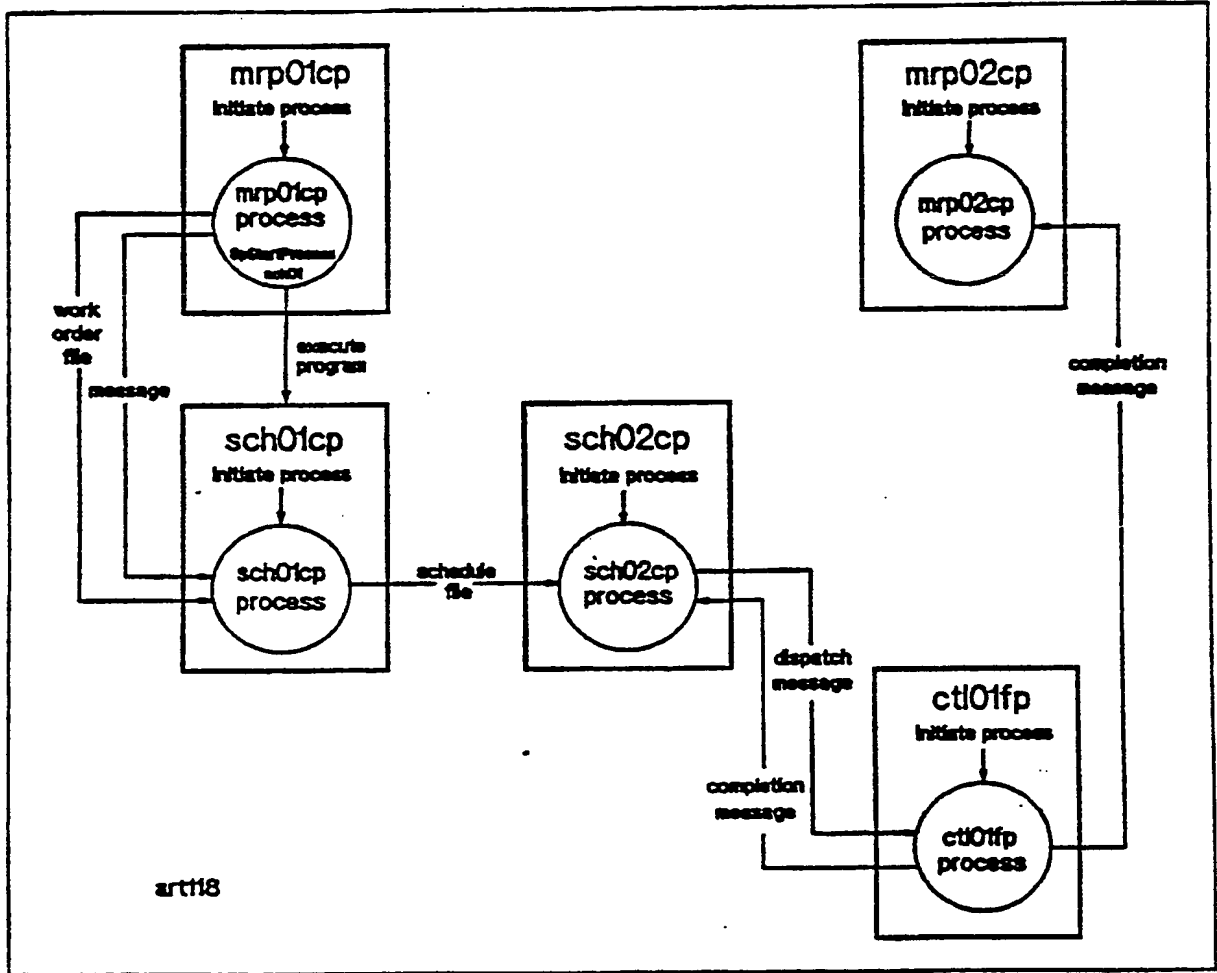 mrp01cp
initiate process
mrp01cp
process
mrp02cp
initiate process
mrp02cp
process
work
order
file
message
execute
program
completion
message
sch01cp
initiate process
sch01cp
process
schedule
file
sch02cp
initiate process
sch02cp
process
dispatch
message
completion
message
ctl01fp
initiate process
ctl01fp
process
art118